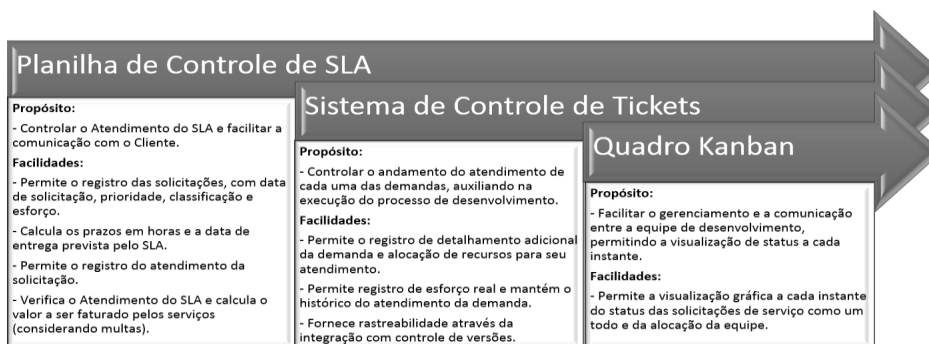 Planilha de Controle de SLA
Propósito:
- Controlar o Atendimento do SLA e facilitar a
comunicação com o Cliente.
Facilidades:
- Permite o registro das solicitações, com data
de solicitação, prioridade, classificação e
esforço.
- Calcula os prazos em horas e a data de
entrega prevista pelo SLA.
- Permite o registro do atendimento da
solicitação.
- Verifica o Atendimento do SLA e calcula o
valor a ser faturado pelos serviços
(considerando multas).
Sistema de Controle de Tickets
Propósito:
- Controlar o andamento do atendimento de
cada uma das demandas, auxiliando na
execução do processo de desenvolvimento.
Facilidades:
- Permite o registro de detalhamento adicional
da demanda e alocação de recursos para seu
atendimento.
- Permite registro de esforço real e mantém o
histórico do atendimento da demanda.
- Fornece rastreabilidade através da
integração com controle de versões.
Quadro Kanban
Propósito:
- Facilitar o gerenciamento e a comunicação
entre a equipe de desenvolvimento,
permitindo a visualização de status a cada
instante.
Facilidades:
- Permite a visualização gráfica a cada instante
do status das solicitações de serviço como um
todo e da alocação da equipe.